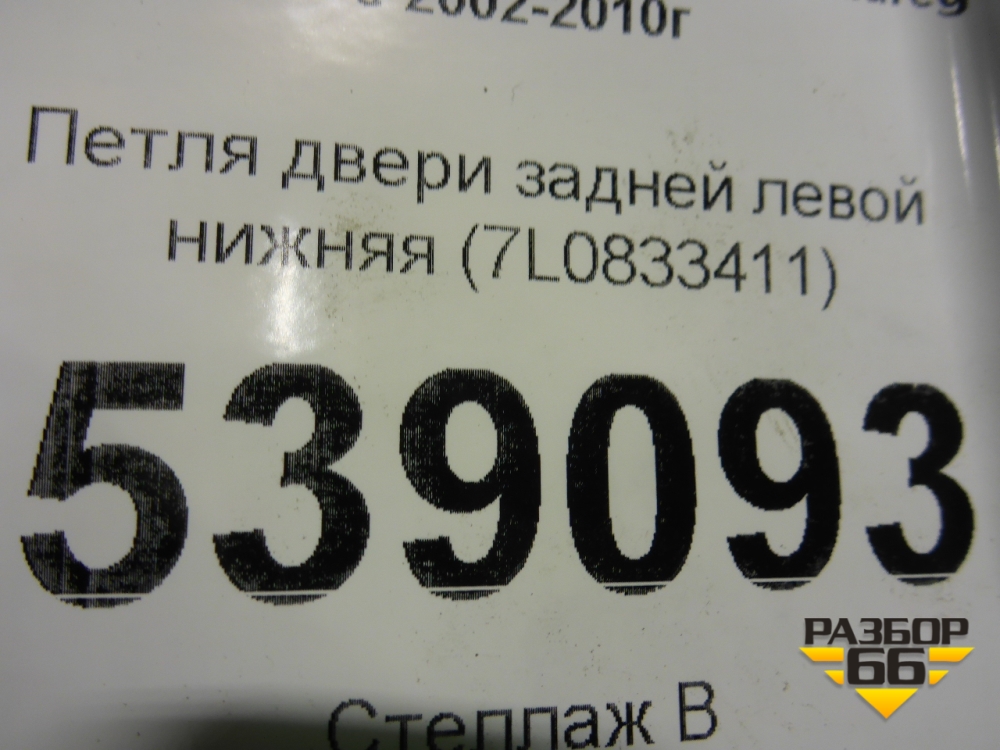 с 2002-2010г
Петля двери задней левой
нижняя (7L0833411)
539093
РАЗБОР
66
Стеллаж В